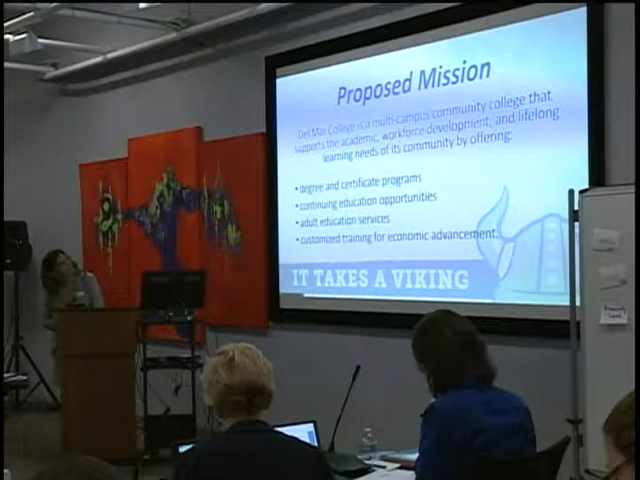 Proposed Mission
Del Mar College is a multi-campus community college that
supports the academic, workforce development, and lifelong
learning needs of its community by offering:
• degree and certificate programs
• continuing education opportunities
• adult education services
• customized training for economic advancement.
IT TAKES A VIKING